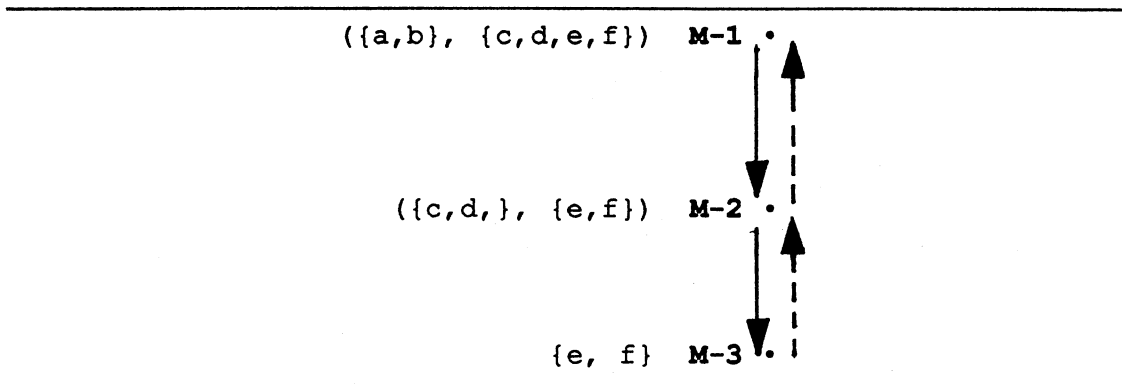 ({a,b}, {c,d,e,f}) M-1
({c,d,}, {e,f}) M-2
{e, f} M-3